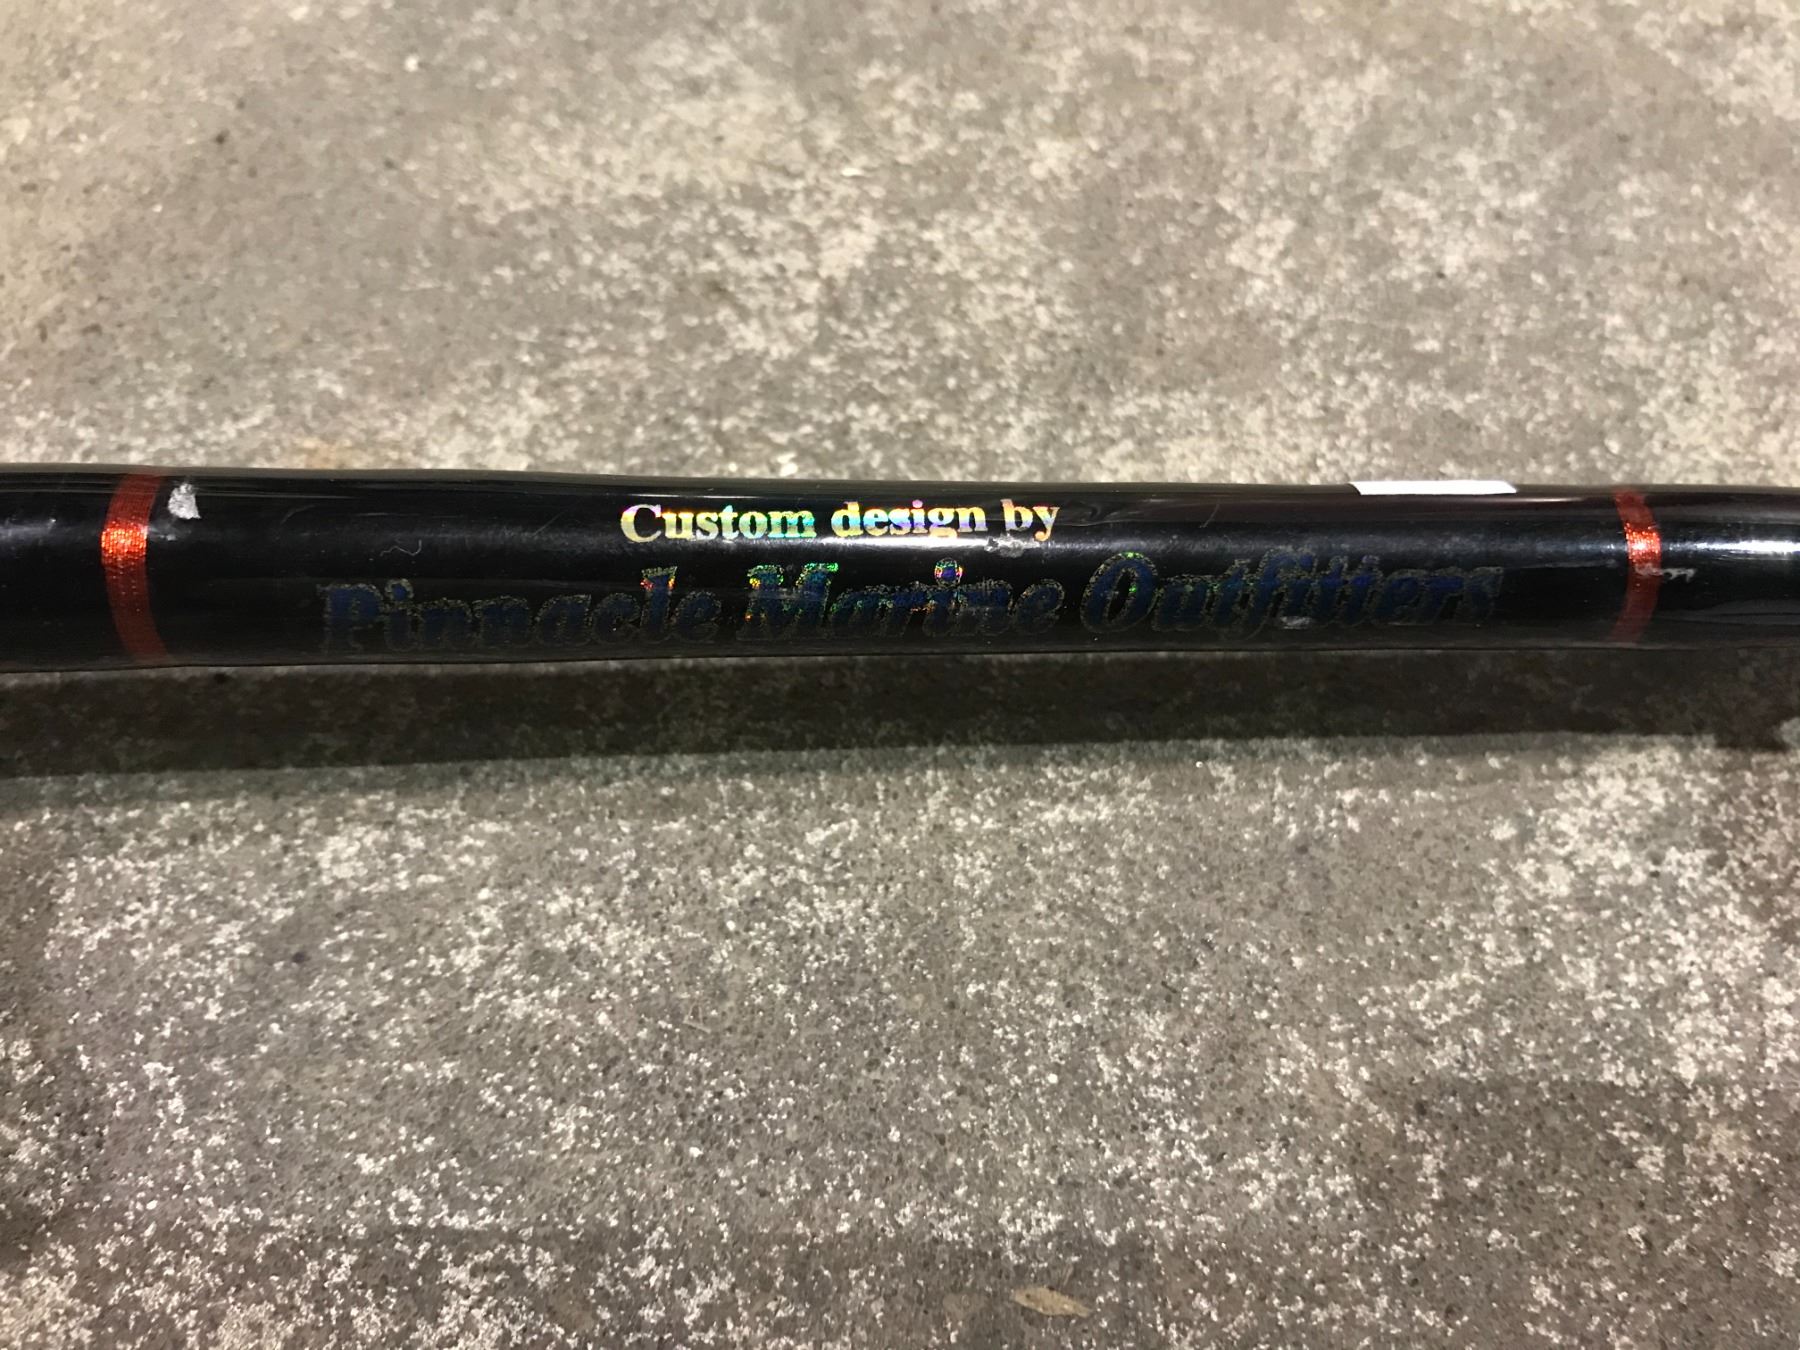 Custom design by
Pinnacle Marine Outfitters